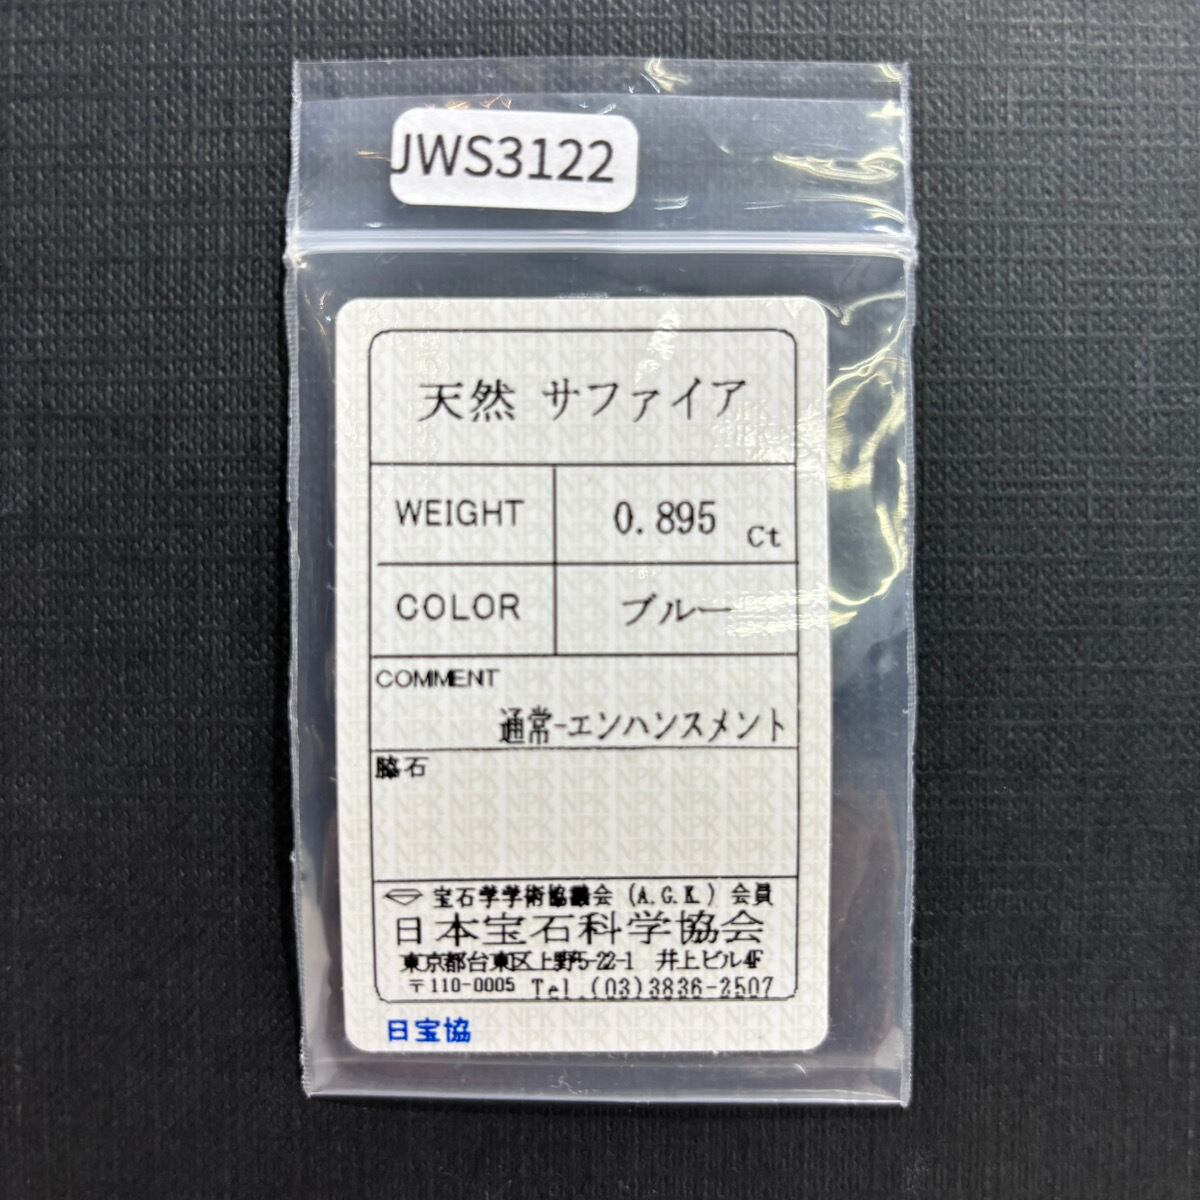 JWS3122
天然 サファイア
WEIGHT 0.895 Ct
COLOR ブルー
COMMENT
通常-エンハンスメント
脇石
宝石学学術協議会 (A.G.K.) 会員
日本宝石科学協会
東京都台東区上野5-22-1 井上ビル4F
〒110-0005 Tel.(03)3836-2507
日宝協